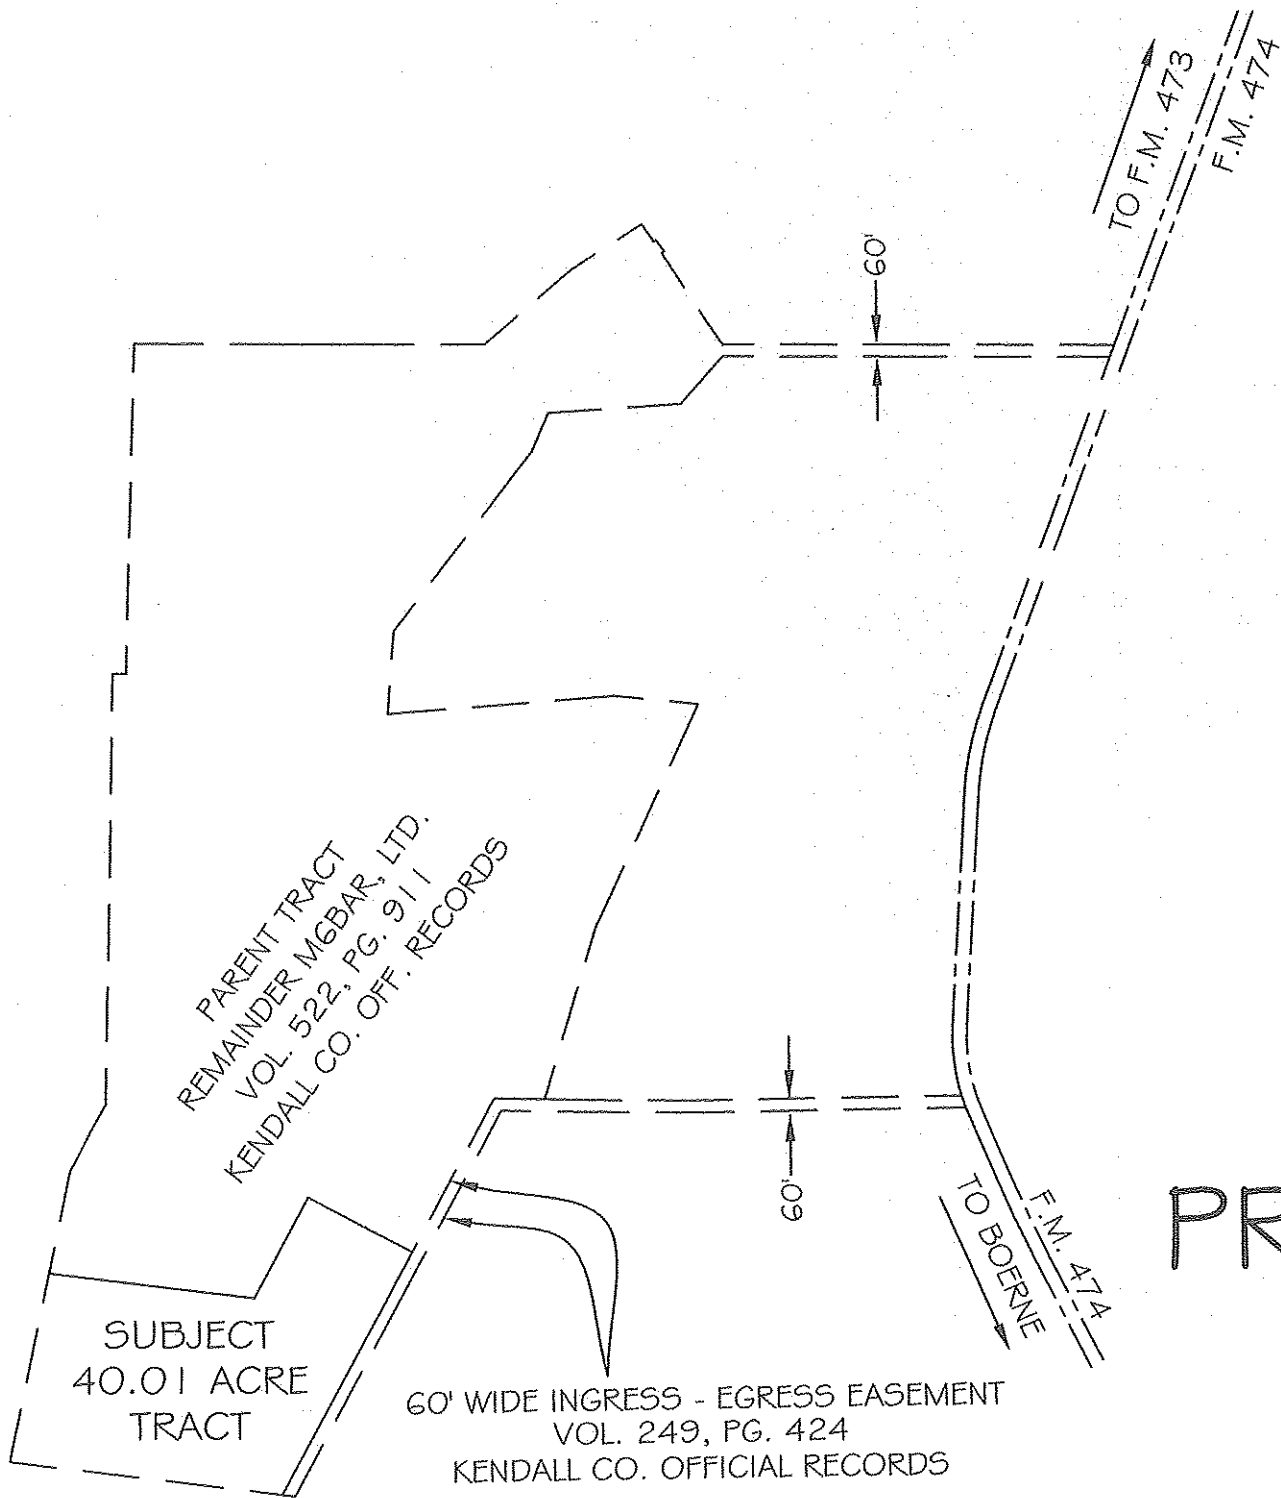 TO F.M. 473
F.M. 474
60'
PARENT TRACT
REMAINDER MGBAR, LTD.
VOL. 522, PG. 911
KENDALL CO. OFF. RECORDS
60'
TO BOERNE
F.M. 474
PR
SUBJECT
40.01 ACRE
TRACT
60' WIDE INGRESS - EGRESS EASEMENT
VOL. 249, PG. 424
KENDALL CO. OFFICIAL RECORDS